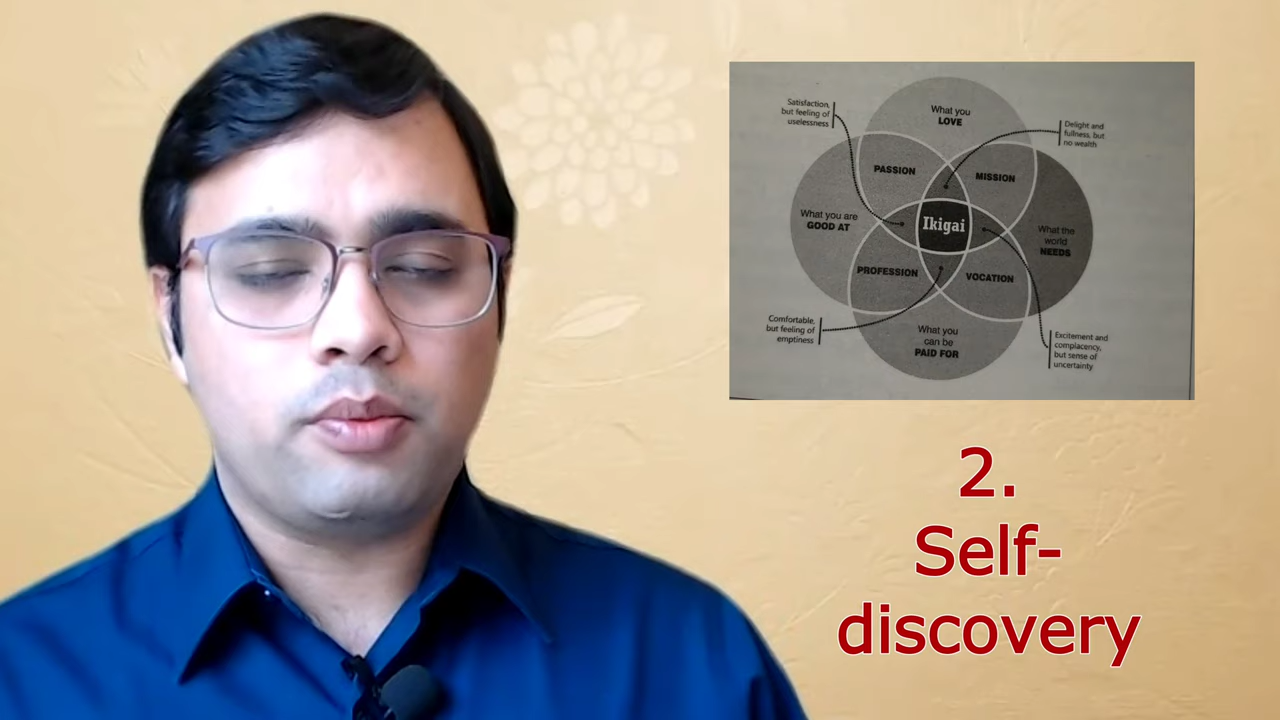 Satisfaction,
but feeling of
uselessness
What you
LOVE
Delight and
fullness, but
no wealth
PASSION
MISSION
What you are
GOOD AT
Ikigai
What the
world
NEEDS
PROFESSION
VOCATION
Comfortable,
but feeling of
emptiness
What you
can be
PAID FOR
Excitement and
complacency,
but sense of
uncertainty
2.
Self-
discovery